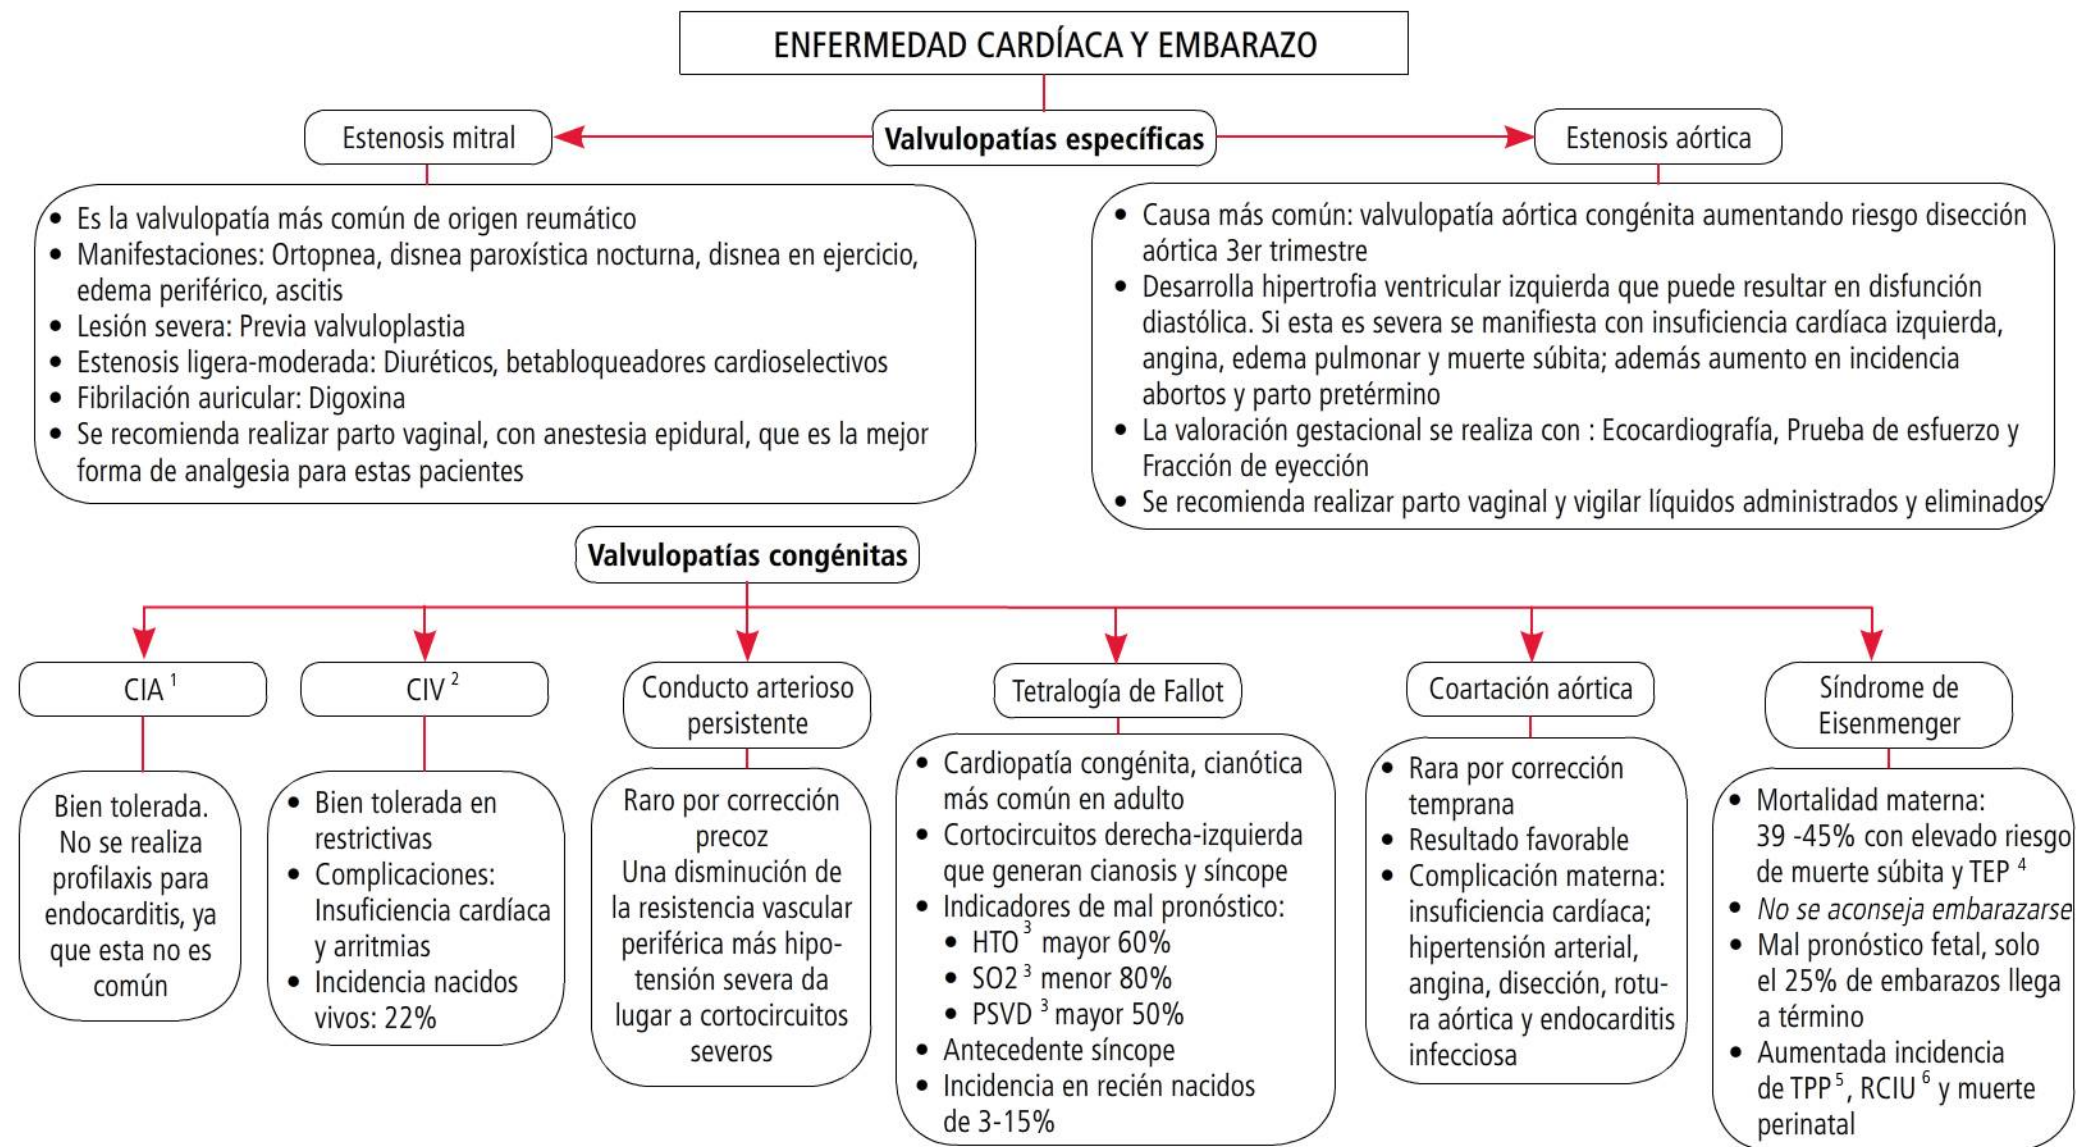 ENFERMEDAD CARDÍACA Y EMBARAZO
Valvulopatías específicas
Estenosis mitral
• Es la valvulopatía más común de origen reumático
• Manifestaciones: Ortopnea, disnea paroxística nocturna, disnea en ejercicio,
edema periférico, ascitis
• Lesión severa: Previa valvuloplastia
• Estenosis ligera-moderada: Diuréticos, betabloqueadores cardioselectivos
• Fibrilación auricular: Digoxina
• Se recomienda realizar parto vaginal, con anestesia epidural, que es la mejor
forma de analgesia para estas pacientes
Estenosis aórtica
• Causa más común: valvulopatía aórtica congénita aumentando riesgo disección
aórtica 3er trimestre
• Desarrolla hipertrofia ventricular izquierda que puede resultar en disfunción
diastólica. Si esta es severa se manifiesta con insuficiencia cardíaca izquierda,
angina, edema pulmonar y muerte súbita; además aumento en incidencia
abortos y parto pretérmino
• La valoración gestacional se realiza con : Ecocardiografía, Prueba de esfuerzo y
Fracción de eyección
• Se recomienda realizar parto vaginal y vigilar líquidos administrados y eliminados
Valvulopatías congénitas
CIA 1
Bien tolerada.
No se realiza
profilaxis para
endocarditis, ya
que esta no es
común
CIV 2
• Bien tolerada en
restrictivas
• Complicaciones:
Insuficiencia cardíaca
y arritmias
• Incidencia nacidos
vivos: 22%
Conducto arterioso
persistente
Raro por corrección
precoz
Una disminución de
la resistencia vascular
periférica más hipo-
tensión severa da
lugar a cortocircuitos
severos
Tetralogía de Fallot
• Cardiopatía congénita, cianótica
más común en adulto
• Cortocircuitos derecha-izquierda
que generan cianosis y síncope
• Indicadores de mal pronóstico:
• HTO 3 mayor 60%
• SO2 3 menor 80%
• PSVD 3 mayor 50%
• Antecedente síncope
• Incidencia en recién nacidos
de 3-15%
Coartación aórtica
• Rara por corrección
temprana
• Resultado favorable
• Complicación materna:
insuficiencia cardíaca;
hipertensión arterial,
angina, disección, rotu-
ra aórtica y endocarditis
infecciosa
Síndrome de
Eisenmenger
• Mortalidad materna:
39 -45% con elevado riesgo
de muerte súbita y TEP 4
• No se aconseja embarazarse
• Mal pronóstico fetal, solo
el 25% de embarazos llega
a término
• Aumentada incidencia
de TPP 5, RCIU 6 y muerte
perinatal